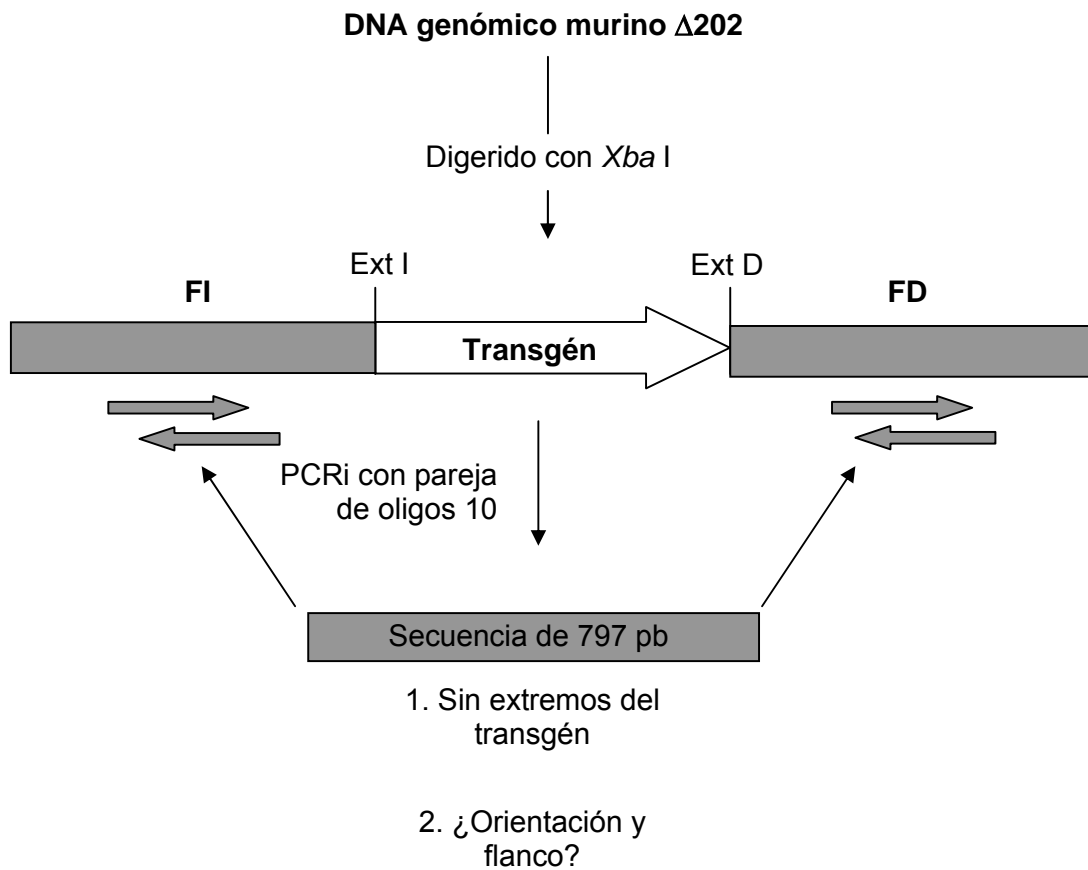 DNA genómico murino Δ202
Digerido con Xba I
Ext I
Ext D
FI
FD
Transgén
PCRi con pareja
de oligos 10
Secuencia de 797 pb
1. Sin extremos del
transgén
2. ¿Orientación y
flanco?